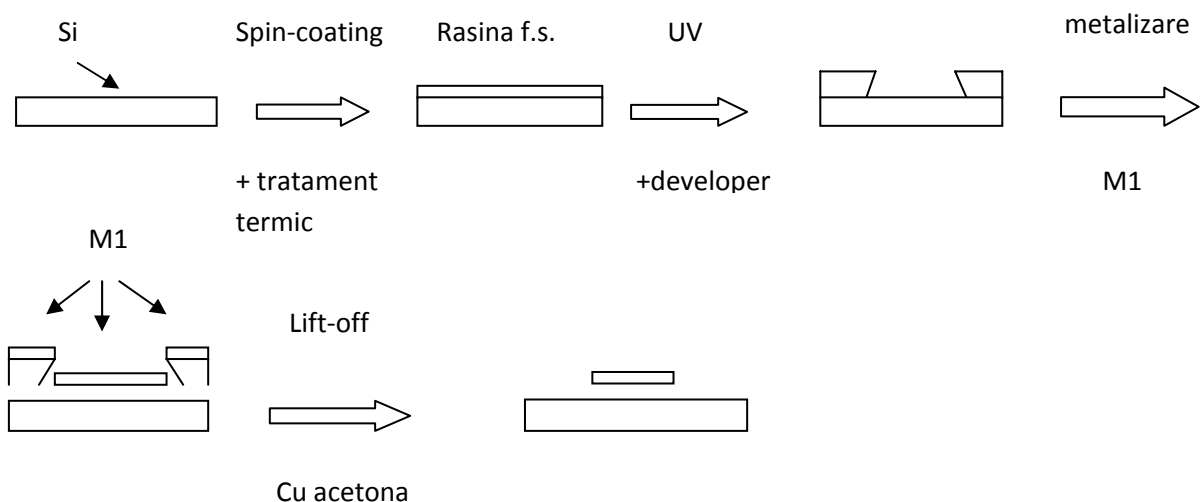 Si
Spin-coating
Rasina f.s.
UV
metalizare
+ tratament
termic
+developer
M1
M1
Lift-off
Cu acetona